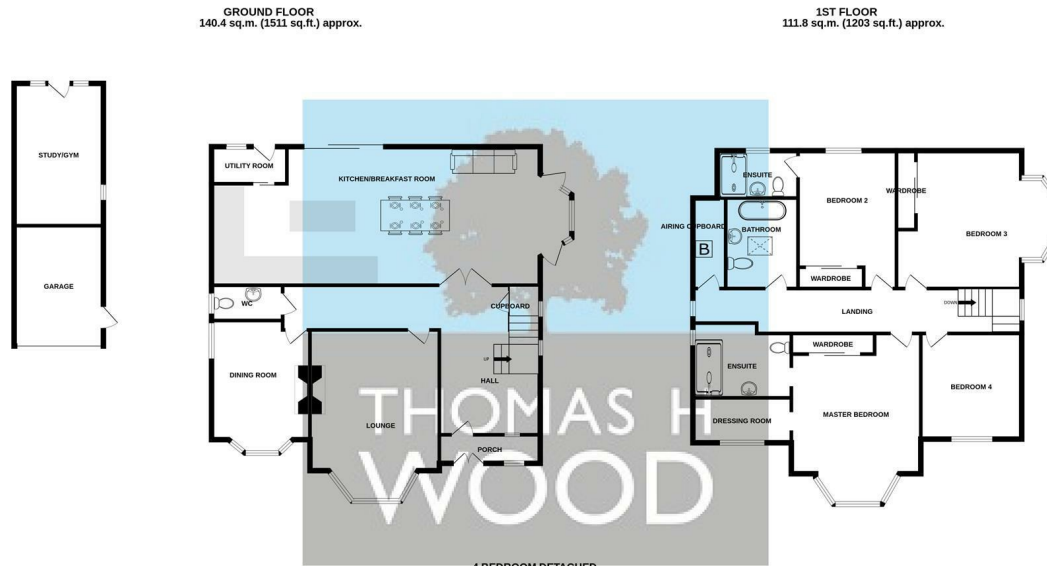 GROUND FLOOR
140.4 sq.m. (1511 sq.ft.) approx.
1ST FLOOR
111.8 sq.m. (1203 sq.ft.) approx.
STUDY/GYM
GARAGE
UTILITY ROOM
KITCHEN/BREAKFAST ROOM
WC
CUPBOARD
DINING ROOM
LOUNGE
UP
HALL
PORCH
ENSUITE
BEDROOM 2
WARDROBE
BEDROOM 3
AIRING CUPBOARD
B
BATHROOM
WARDROBE
LANDING
DOWN
WARDROBE
ENSUITE
DRESSING ROOM
MASTER BEDROOM
BEDROOM 4
THOMAS H
WOOD
4 BEDROOM DETACHED